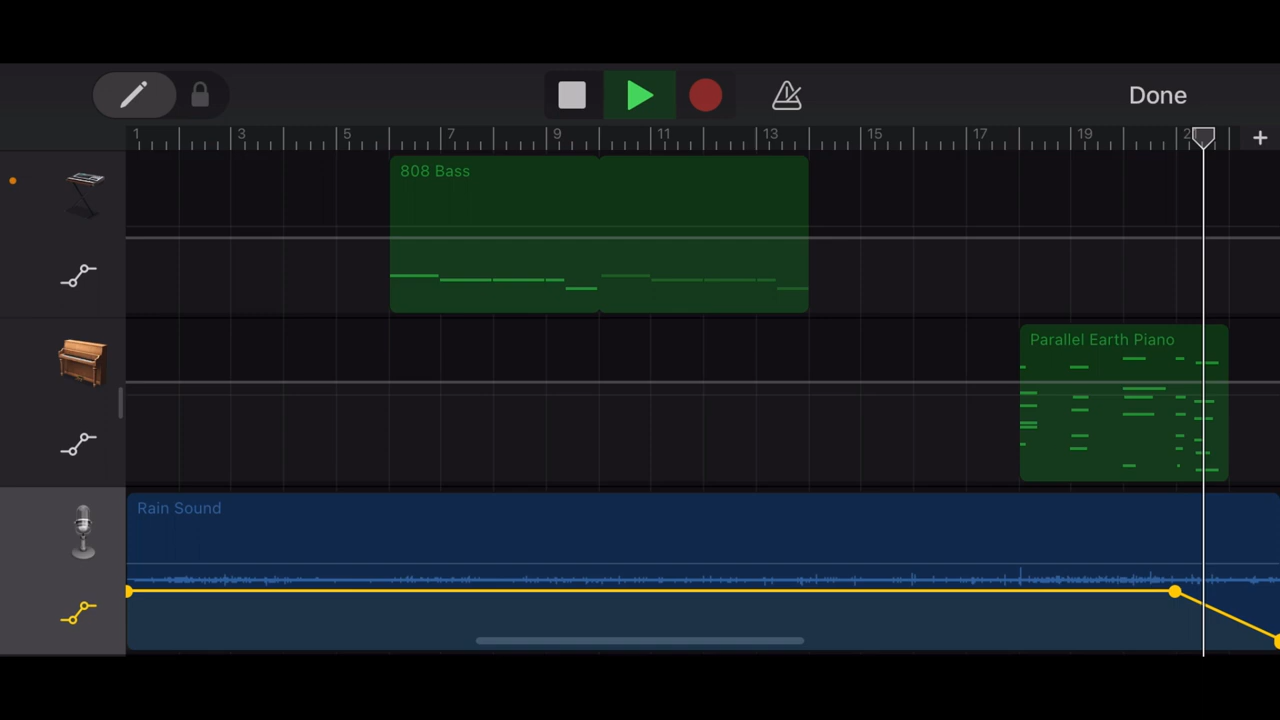 Done
1 3 5 7 9 11 13 15 17 19
808 Bass
Parallel Earth Piano
Rain Sound